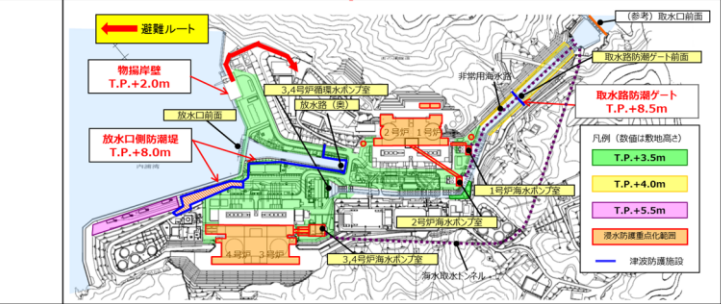 避難ルート
(参考)取水口前面
物揚岸壁
T.P.+2.0m
3,4号炉循環水ポンプ室
放水路(奥)
非常用海水路
取水路防潮ゲート前面
取水路防潮ゲート
T.P.+8.5m
放水口前面
2号炉 1号炉
放水口側防潮堤
T.P.+8.0m
凡例(数値は敷地高さ)
T.P.+3.5m
T.P.+4.0m
T.P.+5.5m
浸水防護重点化範囲
津波防護施設
1号炉海水ポンプ室
2号炉海水ポンプ室
4号炉 3号炉
3,4号炉海水ポンプ室
海水取水トンネル